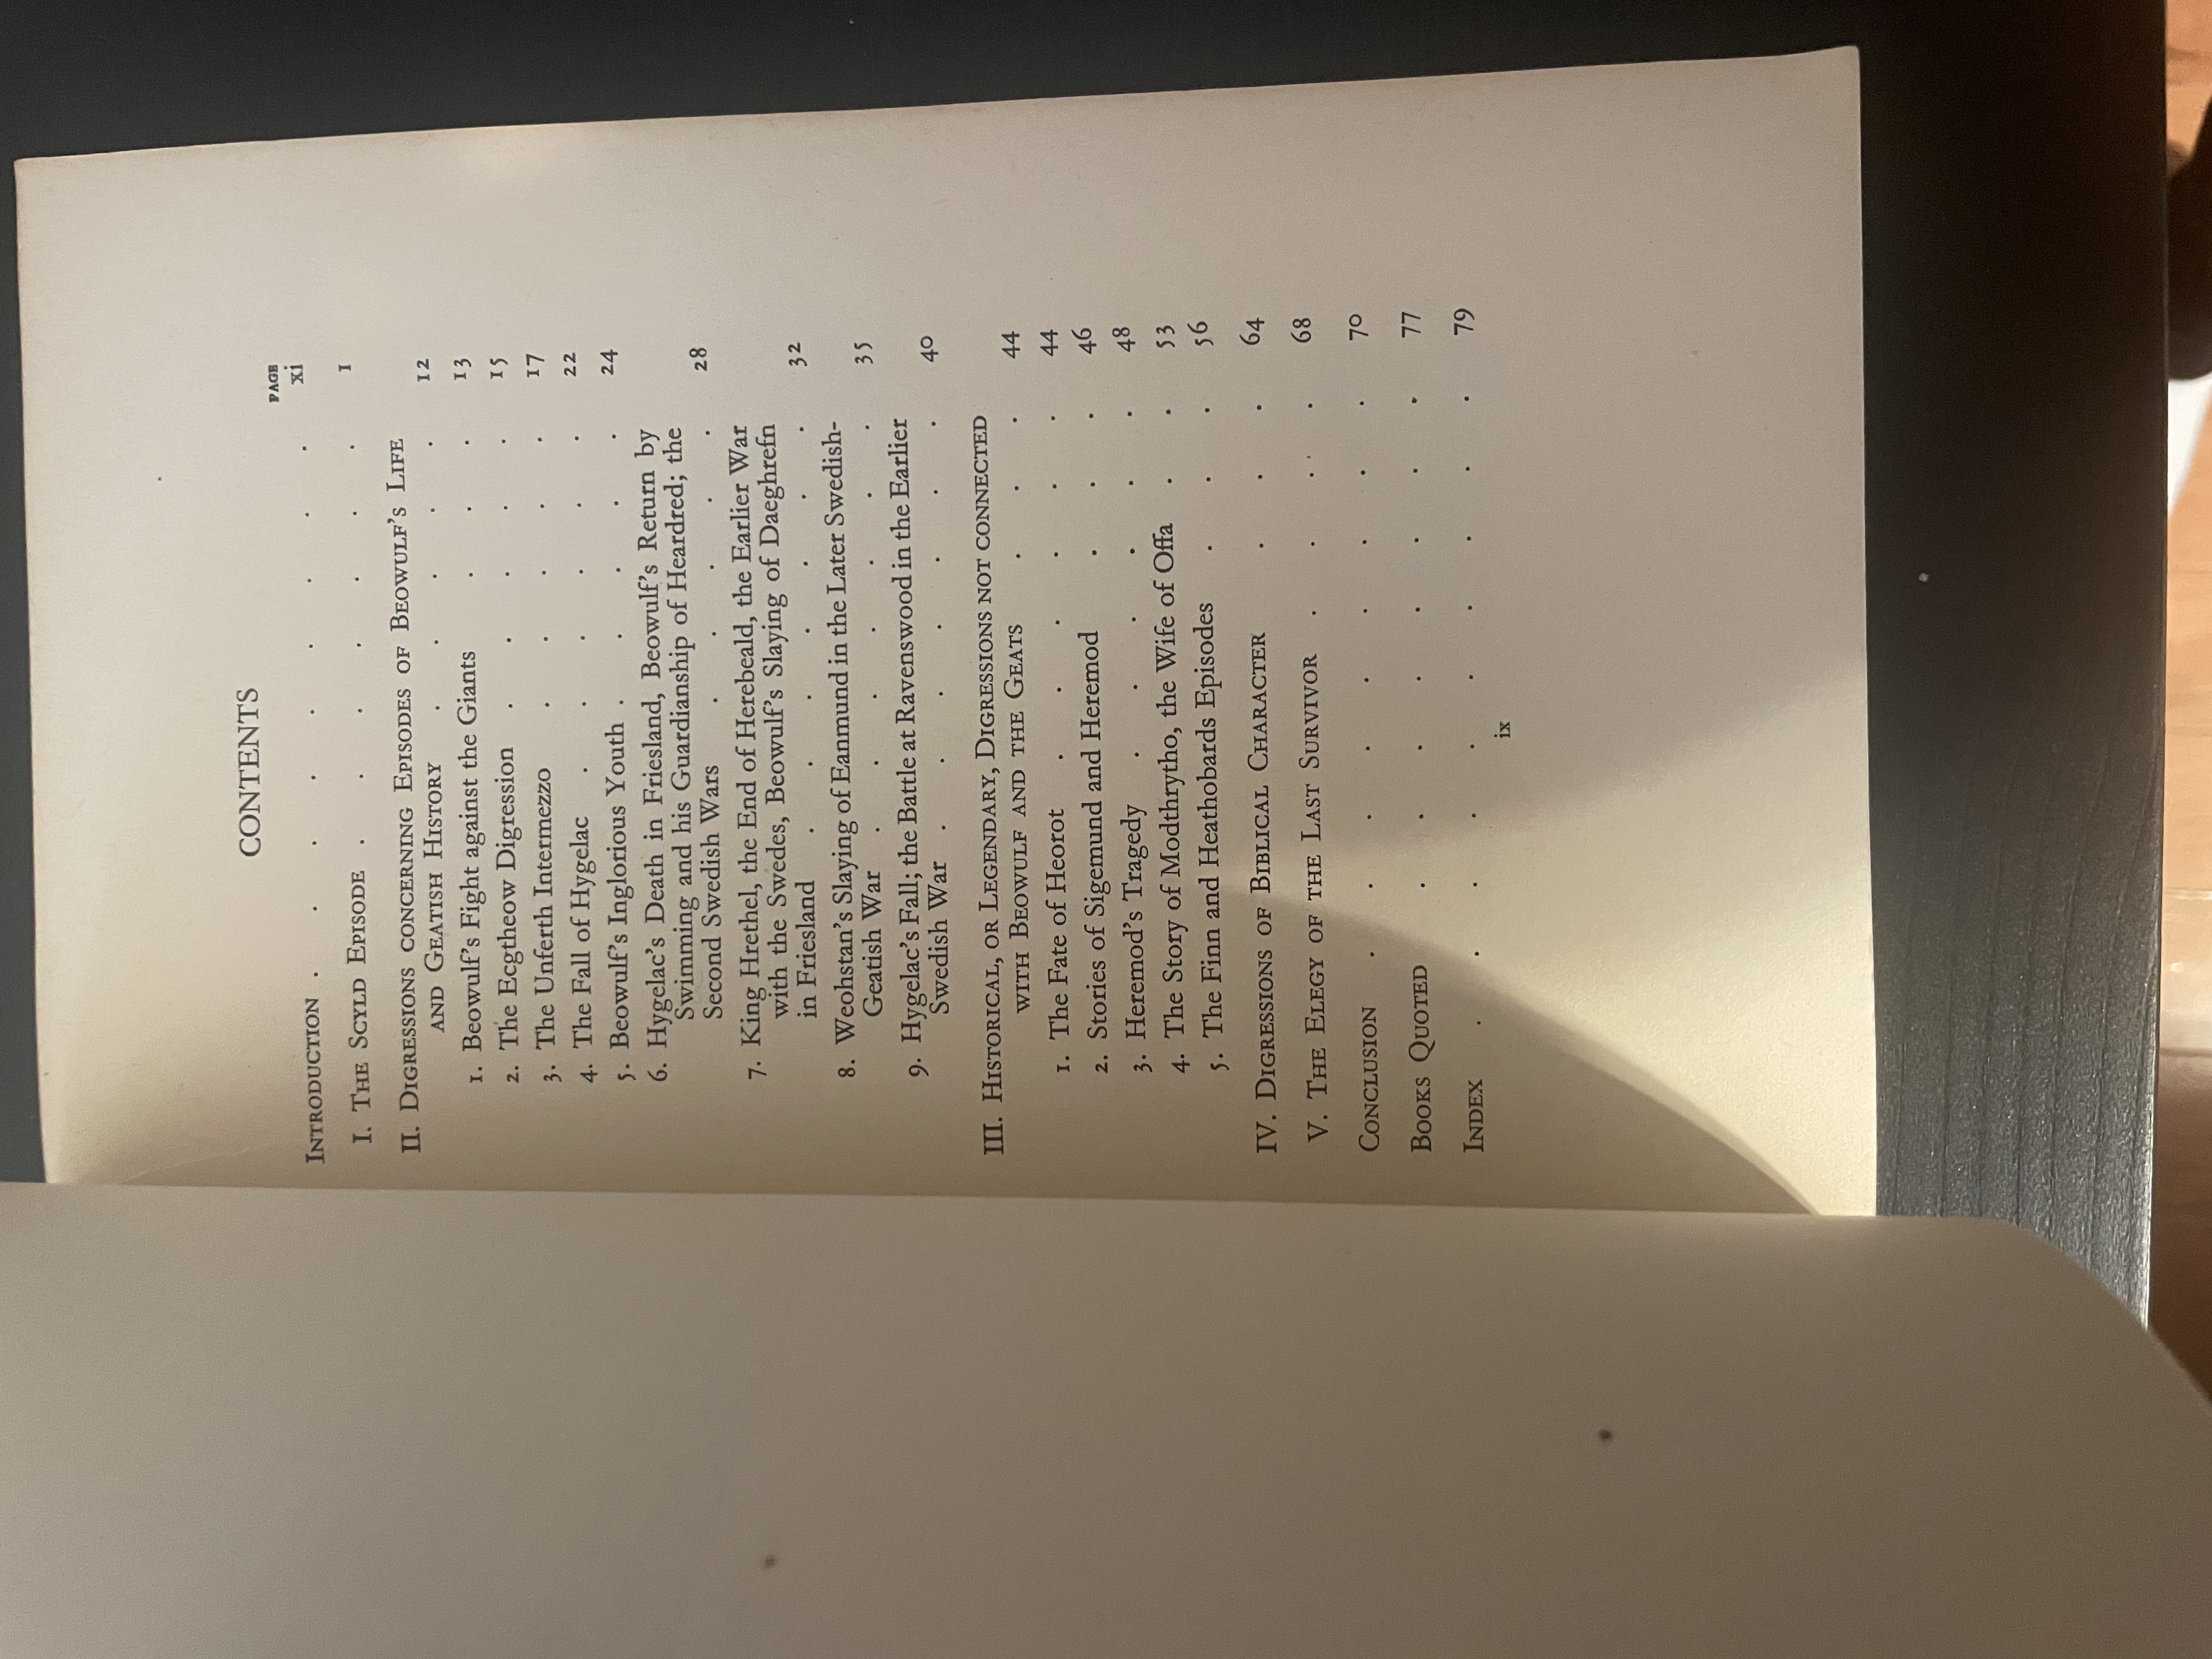 CONTENTS
PAGE
INTRODUCTION . . . . . . . . . xi
I. THE SCYLD EPISODE . . . . . . . 1
II. DIGRESSIONS CONCERNING EPISODES OF BEOWULF'S LIFE
AND GEATISH HISTORY . . . . . 12
1. Beowulf's Fight against the Giants . . . . 13
2. The Ecgtheow Digression . . . . . 15
3. The Unferth Intermezzo . . . . . 17
4. The Fall of Hygelac . . . . . . 22
5. Beowulf's Inglorious Youth . . . . . 24
6. Hygelac's Death in Friesland, Beowulf's Return by
Swimming and his Guardianship of Heardred; the
Second Swedish Wars . . . . . 28
7. King Hrethel, the End of Herebeald, the Earlier War
with the Swedes, Beowulf's Slaying of Daeghrefn
in Friesland . . . . . . . 32
8. Weohstan's Slaying of Eanmund in the Later Swedish-
Geatish War . . . . . . . 35
9. Hygelac's Fall; the Battle at Ravenswood in the Earlier
Swedish War . . . . . . . 40
III. HISTORICAL, OR LEGENDARY, DIGRESSIONS NOT CONNECTED
WITH BEOWULF AND THE GEATS . . . 44
1. The Fate of Heorot . . . . . . 44
2. Stories of Sigemund and Heremod . . . 46
3. Heremod's Tragedy . . . . . . 48
4. The Story of Modthrytho, the Wife of Offa . . 53
5. The Finn and Heathobards Episodes . . . 56
IV. DIGRESSIONS OF BIBLICAL CHARACTER . . . 64
V. THE ELEGY OF THE LAST SURVIVOR . . . . 68
CONCLUSION . . . . . . . . . 70
BOOKS QUOTED . . . . . . . . 77
INDEX . . . . . . . . . . 79
ix